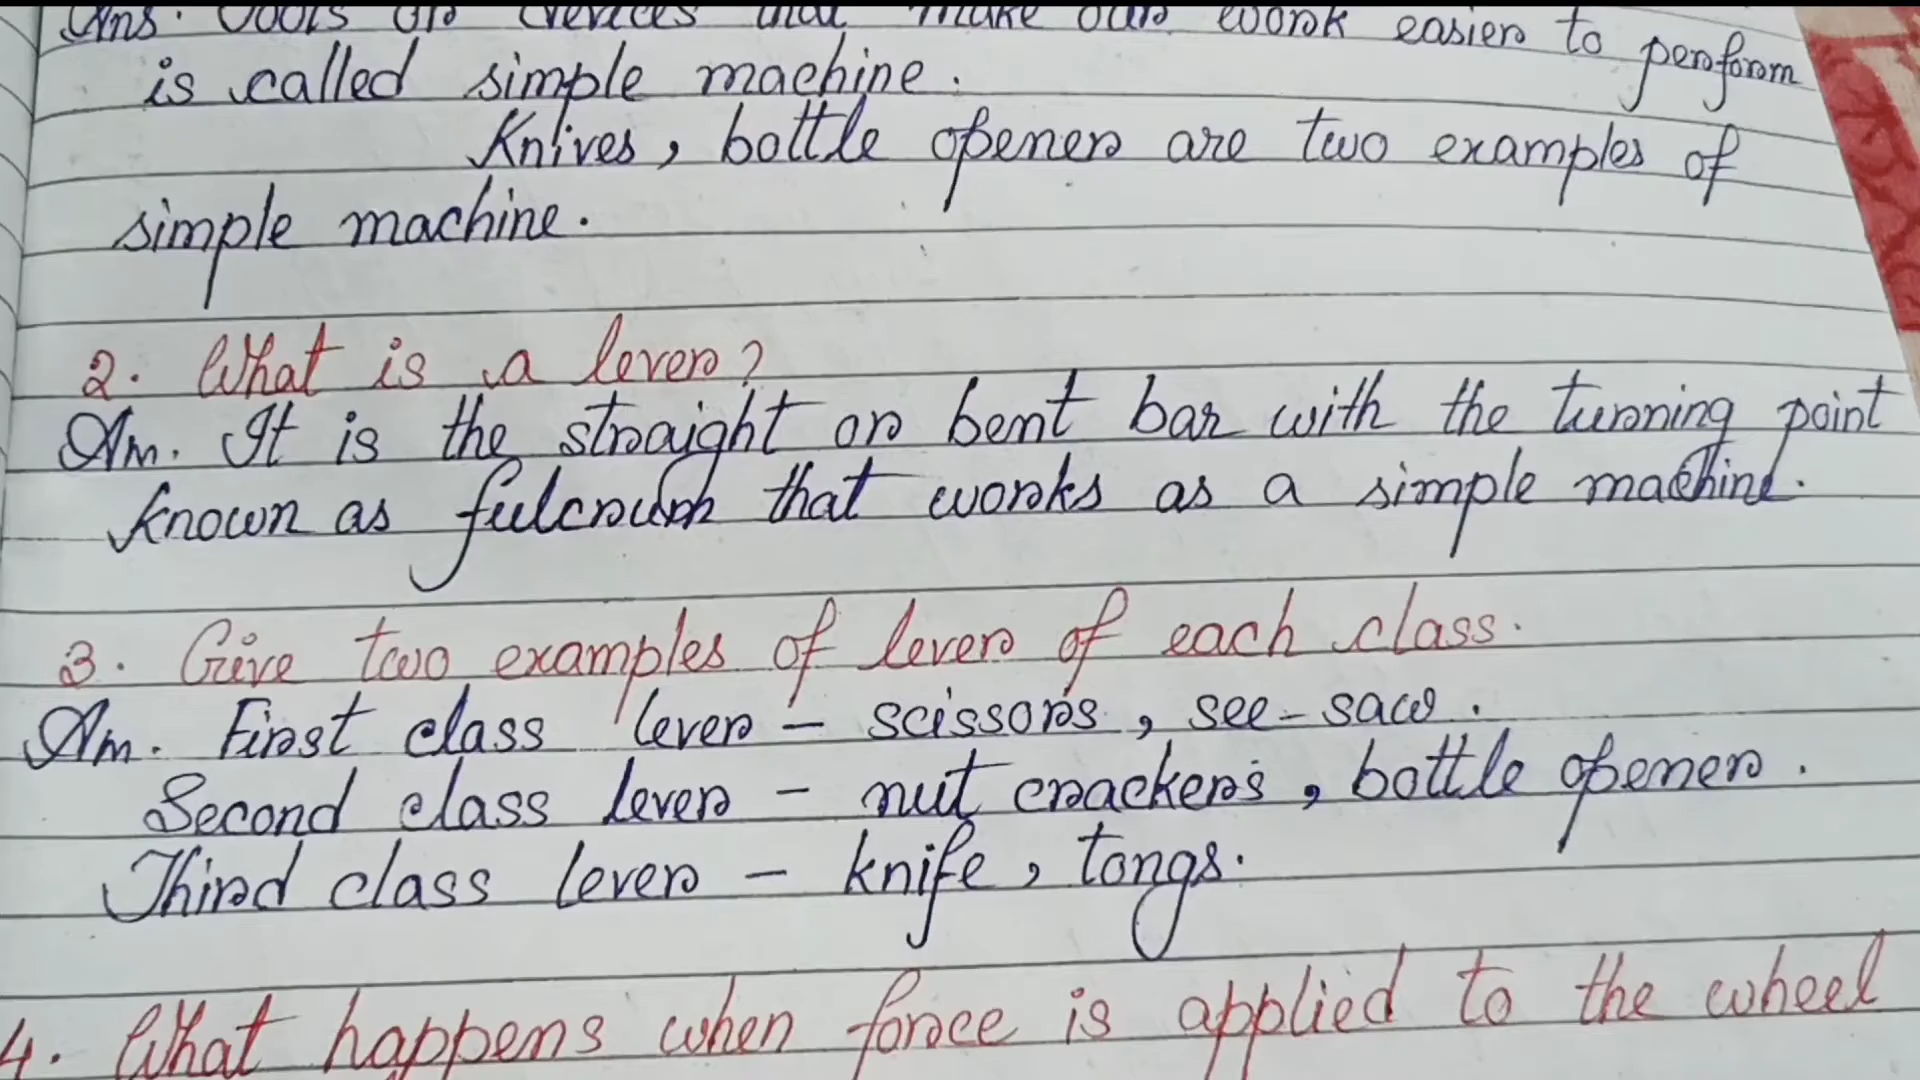 Ans. Tools or devices that make our work easier to perform
is called simple machine.
Knives, bottle opener are two examples of
simple machine.
2. What is a lever?
Ans. It is the straight or bent bar with the turning point
known as fulcrum that works as a simple machine.
3. Give two examples of lever of each class.
Ans. First class lever - scissors, see-saw.
Second class lever - nut crackers, bottle opener.
Third class lever - knife, tongs.
4. What happens when force is applied to the wheel